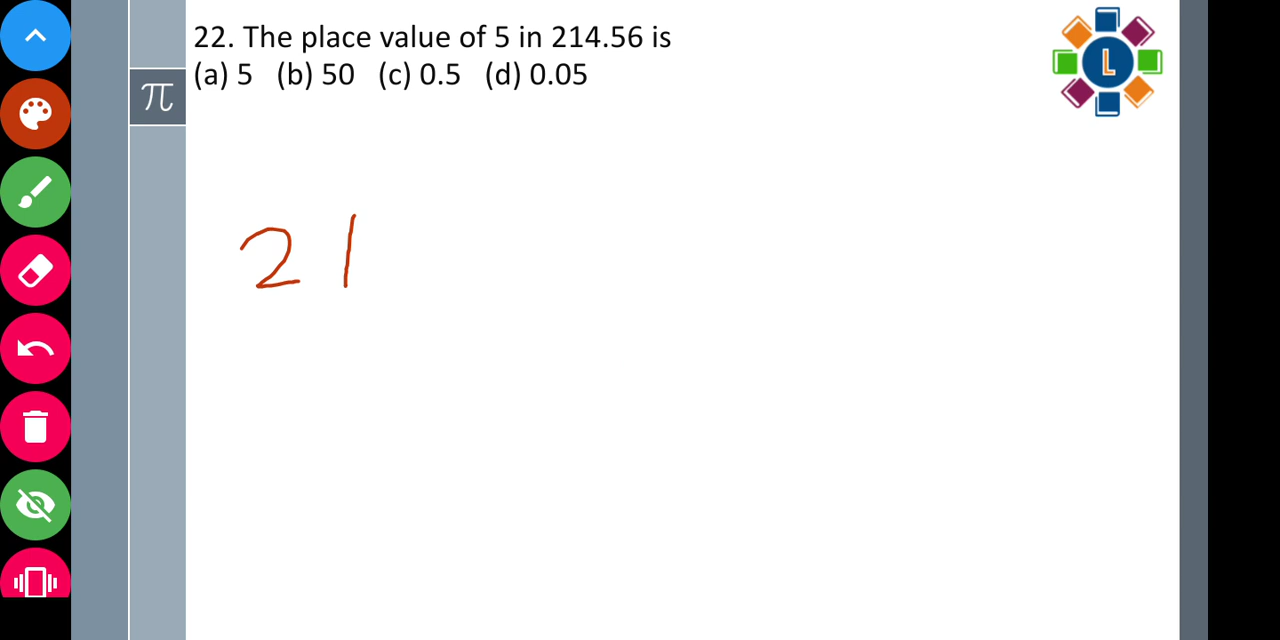 22. The place value of 5 in 214.56 is
(a) 5 (b) 50 (c) 0.5 (d) 0.05
π
L
21